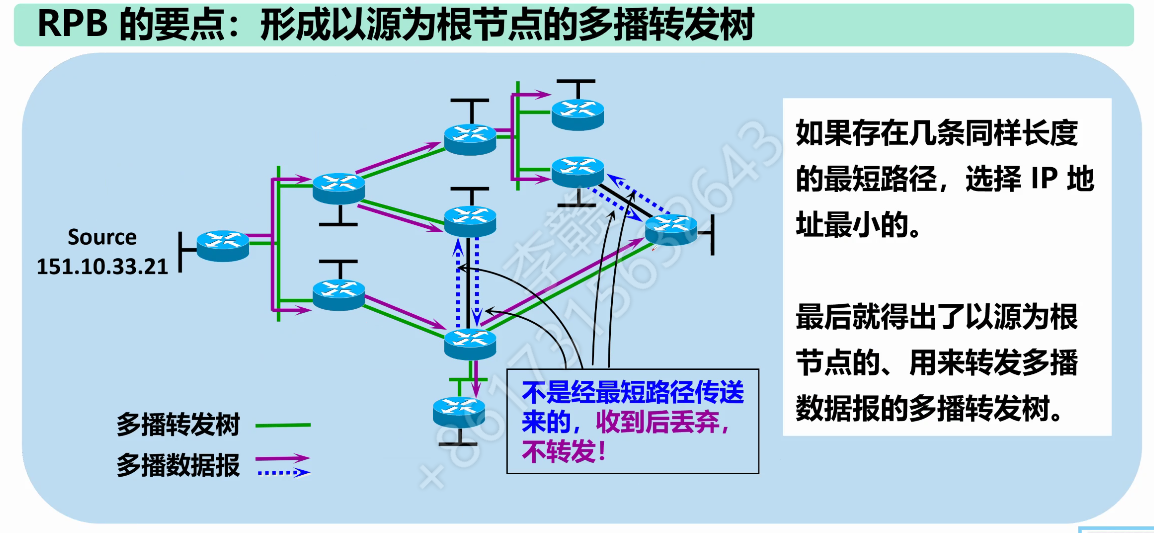 RPB 的要点：形成以源为根节点的多播转发树
如果存在几条同样长度
的最短路径，选择 IP 地
址最小的。
最后就得出了以源为根
节点的、用来转发多播
数据报的多播转发树。
Source
151.10.33.21
不是经最短路径传送
来的，收到后丢弃，
不转发！
多播转发树
多播数据报